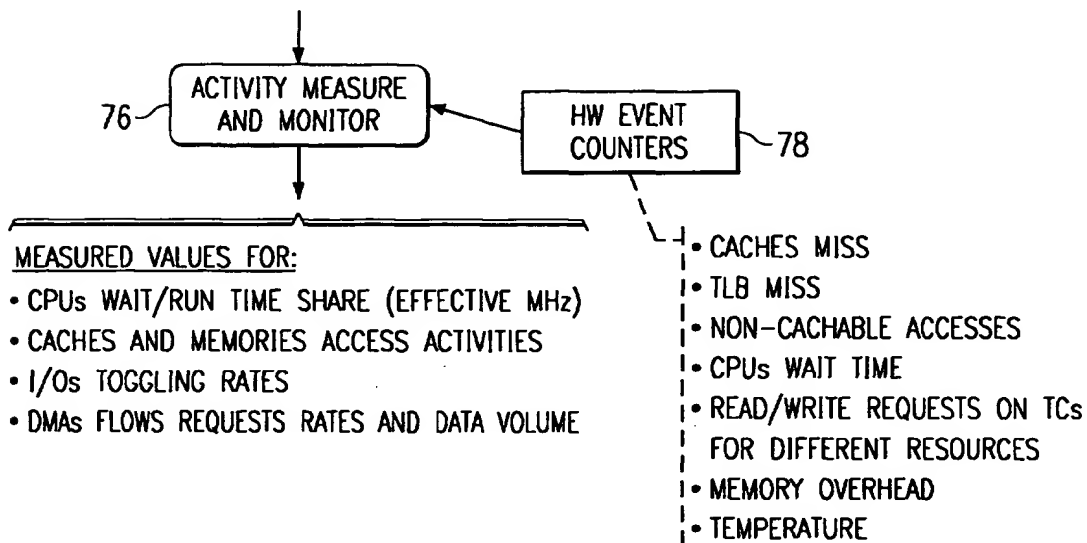 ACTIVITY MEASURE
AND MONITOR
76
HW EVENT
COUNTERS
78
MEASURED VALUES FOR:
• CPUs WAIT/RUN TIME SHARE (EFFECTIVE MHz)
• CACHES AND MEMORIES ACCESS ACTIVITIES
• I/Os TOGGLING RATES
• DMAs FLOWS REQUESTS RATES AND DATA VOLUME
• CACHES MISS
• TLB MISS
• NON-CACHABLE ACCESSES
• CPUs WAIT TIME
• READ/WRITE REQUESTS ON TCs
FOR DIFFERENT RESOURCES
• MEMORY OVERHEAD
• TEMPERATURE